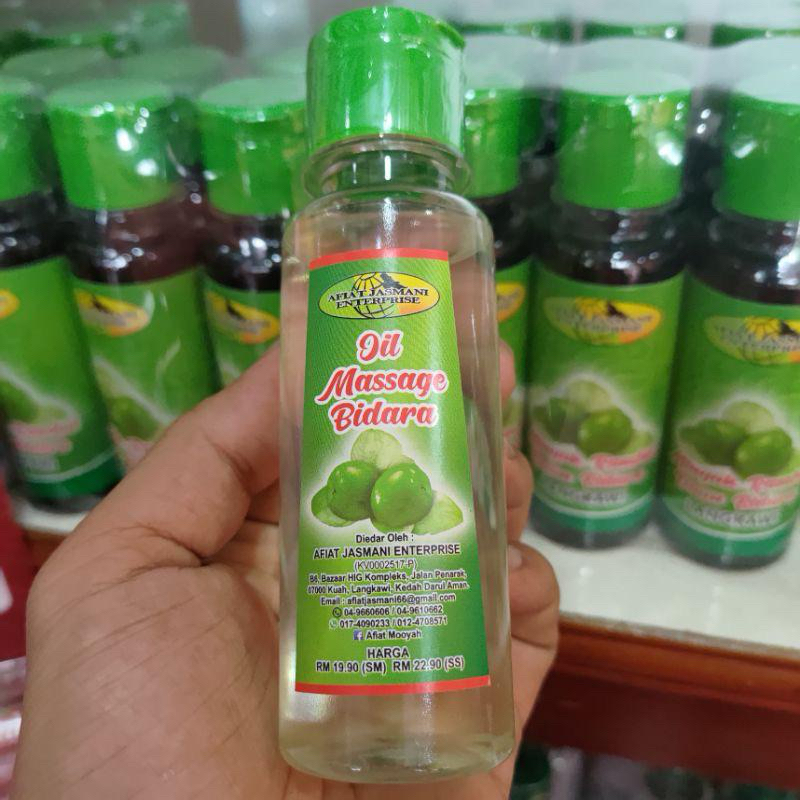 AFIAT JASMANI
ENTERPRISE
Oil
Massage
Bidara
Diedar Oleh :
AFIAT JASMANI ENTERPRISE
(KV0002517-P)
B6, Bazaar HIG Kompleks, Jalan Penarak,
07000 Kuah, Langkawi, Kedah Darul Aman.
Email : afiatjasmani66@gmail.com
04-9660606 / 04-9610662
017-4090233 / 012-4708571
Afiat Mooyah
HARGA
RM 19.90 (SM) RM 22.90 (SS)